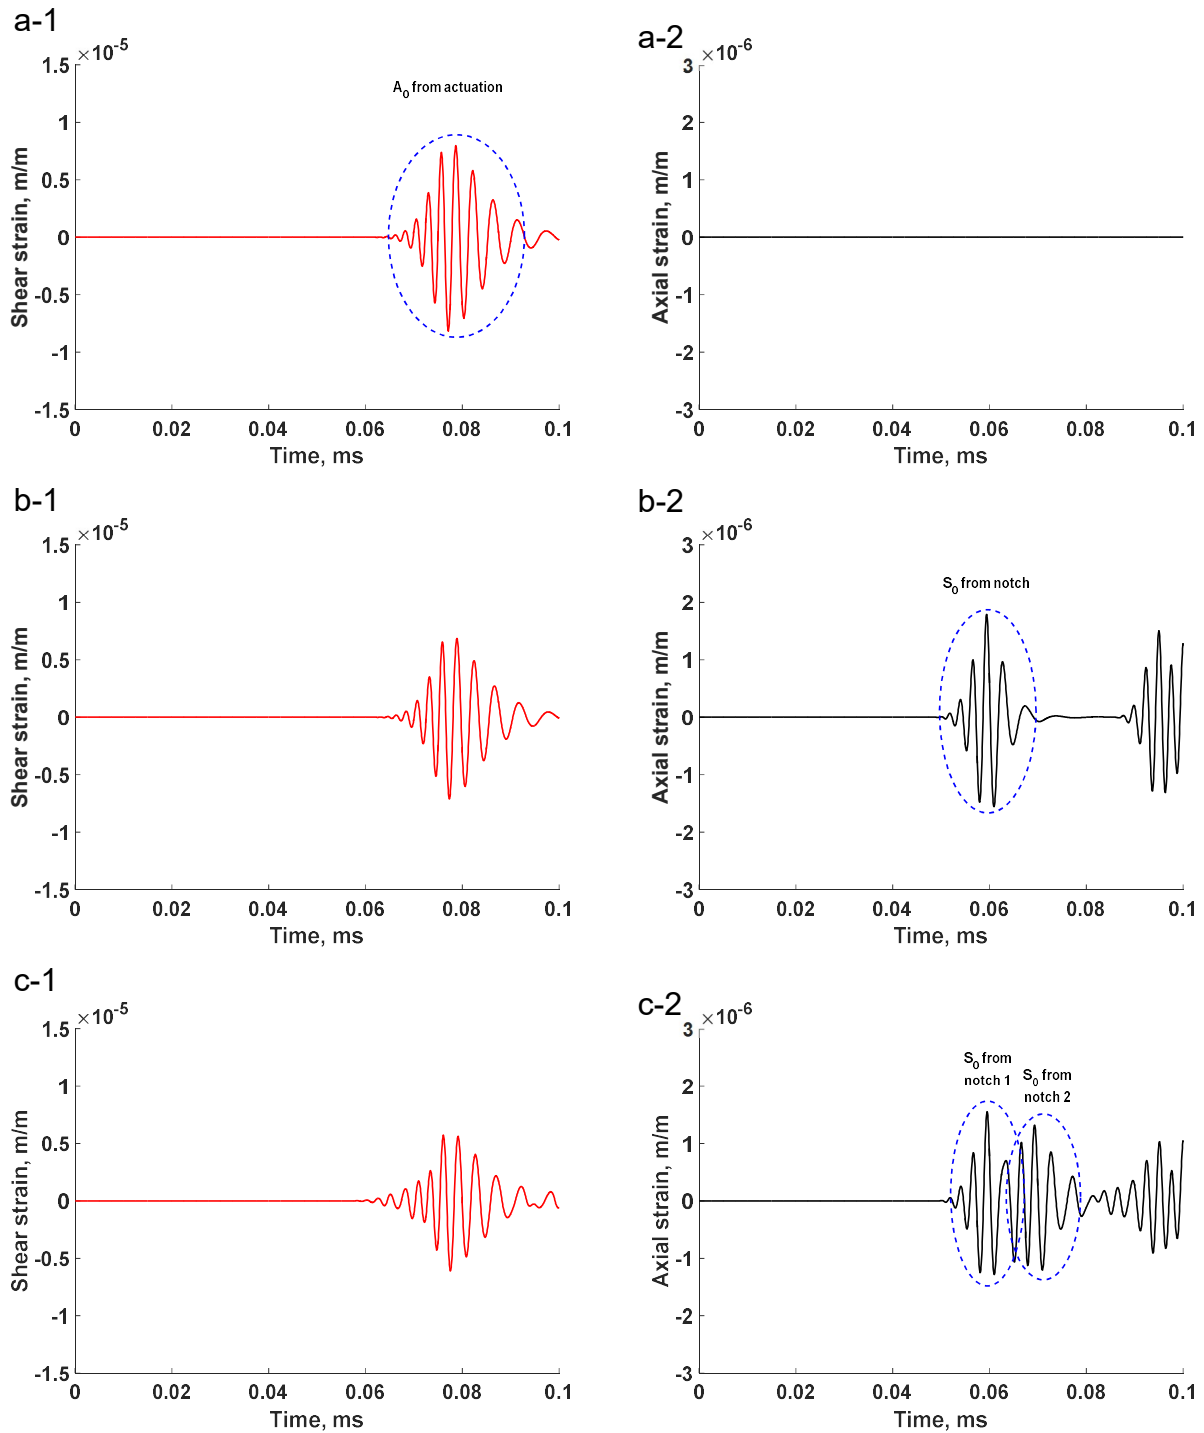 a-1
×10-5
1.5
1
0.5
0
-0.5
-1
-1.5
Shear strain, m/m
A0 from actuation
0 0.02 0.04 0.06 0.08 0.1
Time, ms
a-2
×10-6
3
2
1
0
-1
-2
-3
Axial strain, m/m
0 0.02 0.04 0.06 0.08 0.1
Time, ms
b-1
×10-5
1.5
1
0.5
0
-0.5
-1
-1.5
Shear strain, m/m
0 0.02 0.04 0.06 0.08 0.1
Time, ms
b-2
×10-6
3
2
1
0
-1
-2
-3
Axial strain, m/m
S0 from notch
0 0.02 0.04 0.06 0.08 0.1
Time, ms
c-1
×10-5
1.5
1
0.5
0
-0.5
-1
-1.5
Shear strain, m/m
0 0.02 0.04 0.06 0.08 0.1
Time, ms
c-2
×10-6
3
2
1
0
-1
-2
-3
Axial strain, m/m
S0 from
notch 1
S0 from
notch 2
0 0.02 0.04 0.06 0.08 0.1
Time, ms